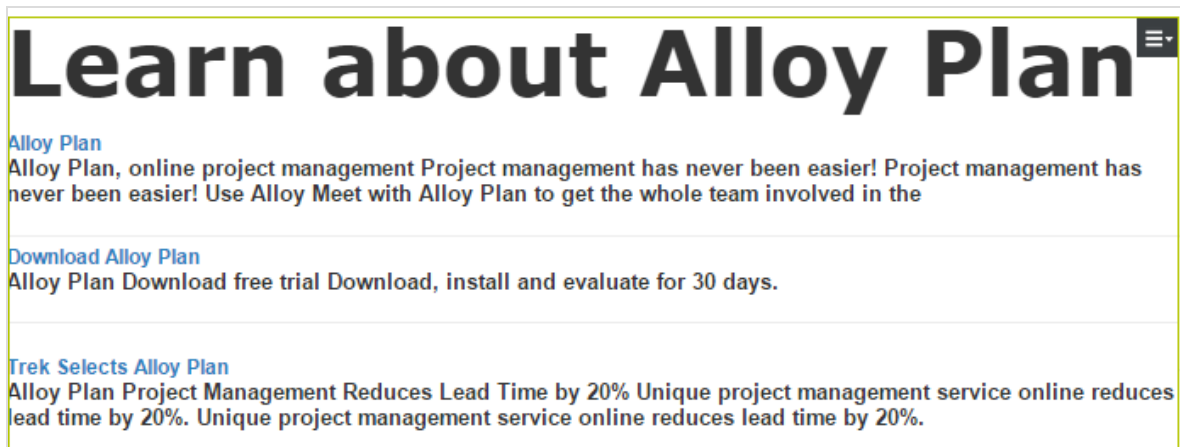 Learn about Alloy Plan
Alloy Plan
Alloy Plan, online project management Project management has never been easier! Project management has
never been easier! Use Alloy Meet with Alloy Plan to get the whole team involved in the
Download Alloy Plan
Alloy Plan Download free trial Download, install and evaluate for 30 days.
Trek Selects Alloy Plan
Alloy Plan Project Management Reduces Lead Time by 20% Unique project management service online reduces
lead time by 20%. Unique project management service online reduces lead time by 20%.